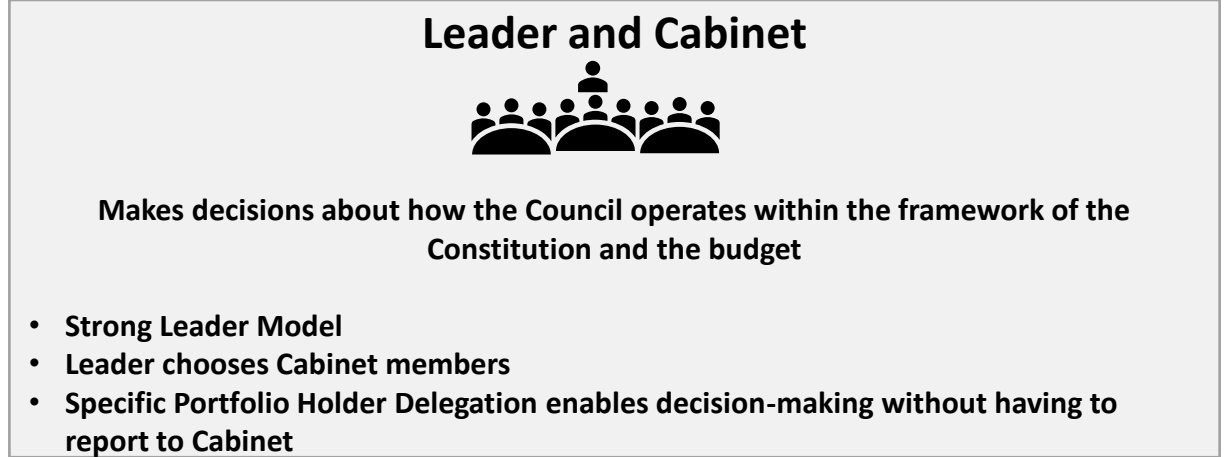 Leader and Cabinet
Makes decisions about how the Council operates within the framework of the
Constitution and the budget
• Strong Leader Model
• Leader chooses Cabinet members
• Specific Portfolio Holder Delegation enables decision-making without having to
report to Cabinet